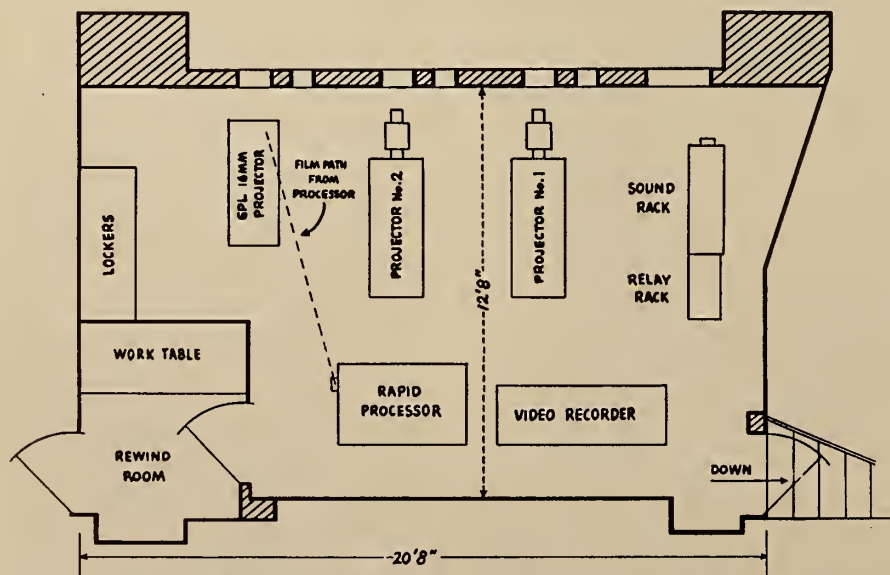 GPL 16MM
PROJECTOR
FILM PATH
FROM
PROCESSOR
PROJECTOR No.2
PROJECTOR No.1
SOUND
RACK
RELAY
RACK
LOCKERS
12'8"
WORK TABLE
RAPID
PROCESSOR
VIDEO RECORDER
REWIND
ROOM
DOWN
20'8"